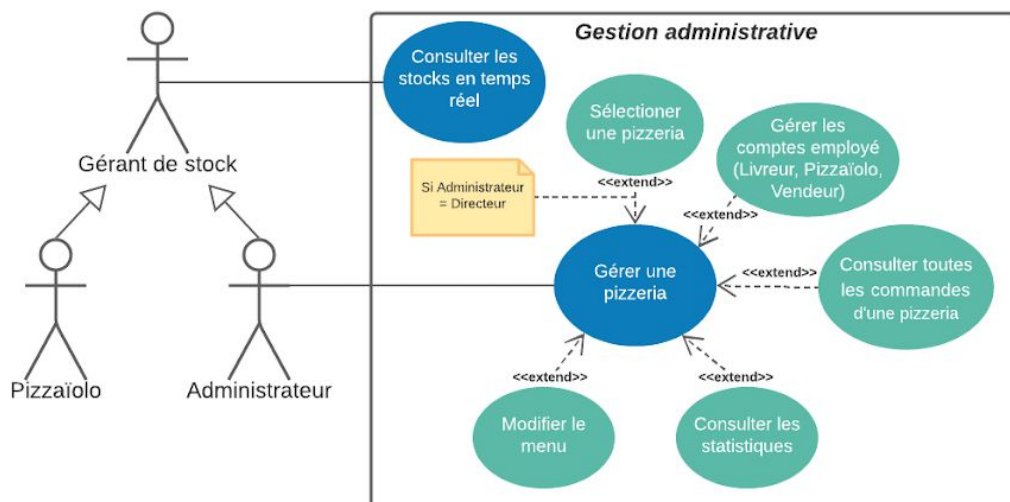 Gestion administrative
Consulter les
stocks en temps
réel
Sélectioner
une pizzeria
Gérer les
comptes employé
(Livreur, Pizzaïolo,
Vendeur)
Gérant de stock
Si Administrateur
= Directeur
<<extend>>
<<extend>>
Gérer une
pizzeria
<<extend>>
Consulter toutes
les commandes
d'une pizzeria
Pizzaïolo
Administrateur
<<extend>>
<<extend>>
Modifier le
menu
Consulter les
statistiques